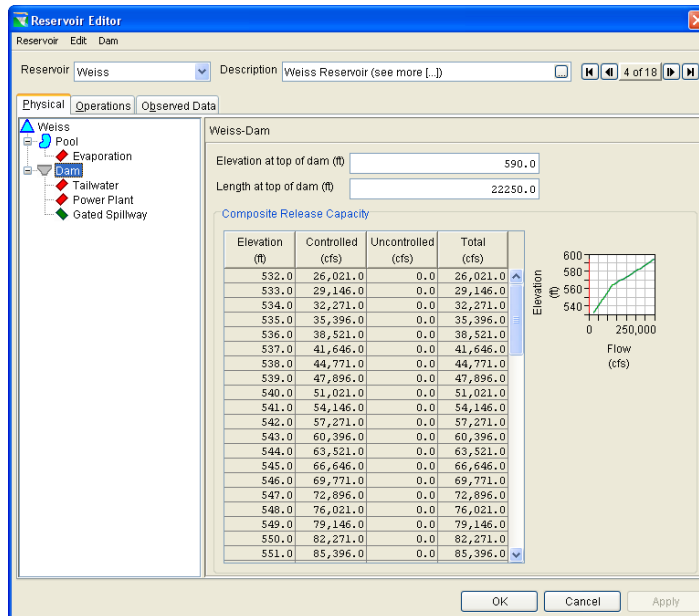 Reservoir Editor
Reservoir Edit Dam
Reservoir Weiss Description Weiss Reservoir (see more [...]) ... 4 of 18
Physical Operations Observed Data
Weiss
Pool
Evaporation
Dam
Tailwater
Power Plant
Gated Spillway
Weiss-Dam
Elevation at top of dam (ft) 590.0
Length at top of dam (ft) 22250.0
Composite Release Capacity
Elevation (ft) Controlled (cfs) Uncontrolled (cfs) Total (cfs)
532.0 26,021.0 0.0 26,021.0
533.0 29,146.0 0.0 29,146.0
534.0 32,271.0 0.0 32,271.0
535.0 35,396.0 0.0 35,396.0
536.0 38,521.0 0.0 38,521.0
537.0 41,646.0 0.0 41,646.0
538.0 44,771.0 0.0 44,771.0
539.0 47,896.0 0.0 47,896.0
540.0 51,021.0 0.0 51,021.0
541.0 54,146.0 0.0 54,146.0
542.0 57,271.0 0.0 57,271.0
543.0 60,396.0 0.0 60,396.0
544.0 63,521.0 0.0 63,521.0
545.0 66,646.0 0.0 66,646.0
546.0 69,771.0 0.0 69,771.0
547.0 72,896.0 0.0 72,896.0
548.0 76,021.0 0.0 76,021.0
549.0 79,146.0 0.0 79,146.0
550.0 82,271.0 0.0 82,271.0
551.0 85,396.0 0.0 85,396.0
Elevation (ft)
600
580
560
540
0 250,000
Flow
(cfs)
OK Cancel Apply